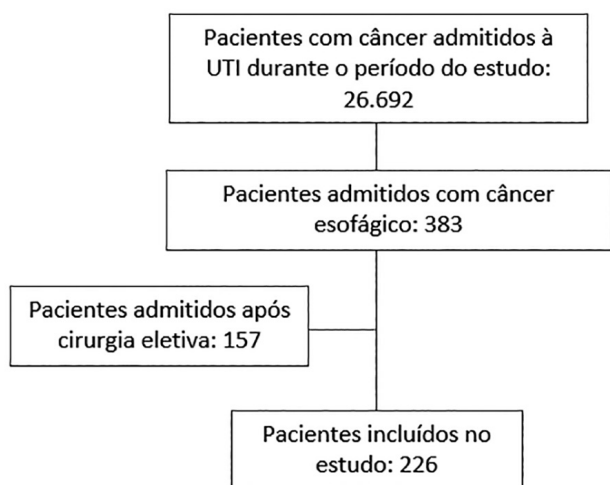 Pacientes com câncer admitidos à
UTI durante o período do estudo:
26.692
Pacientes admitidos com câncer
esofágico: 383
Pacientes admitidos após
cirurgia eletiva: 157
Pacientes incluídos no
estudo: 226